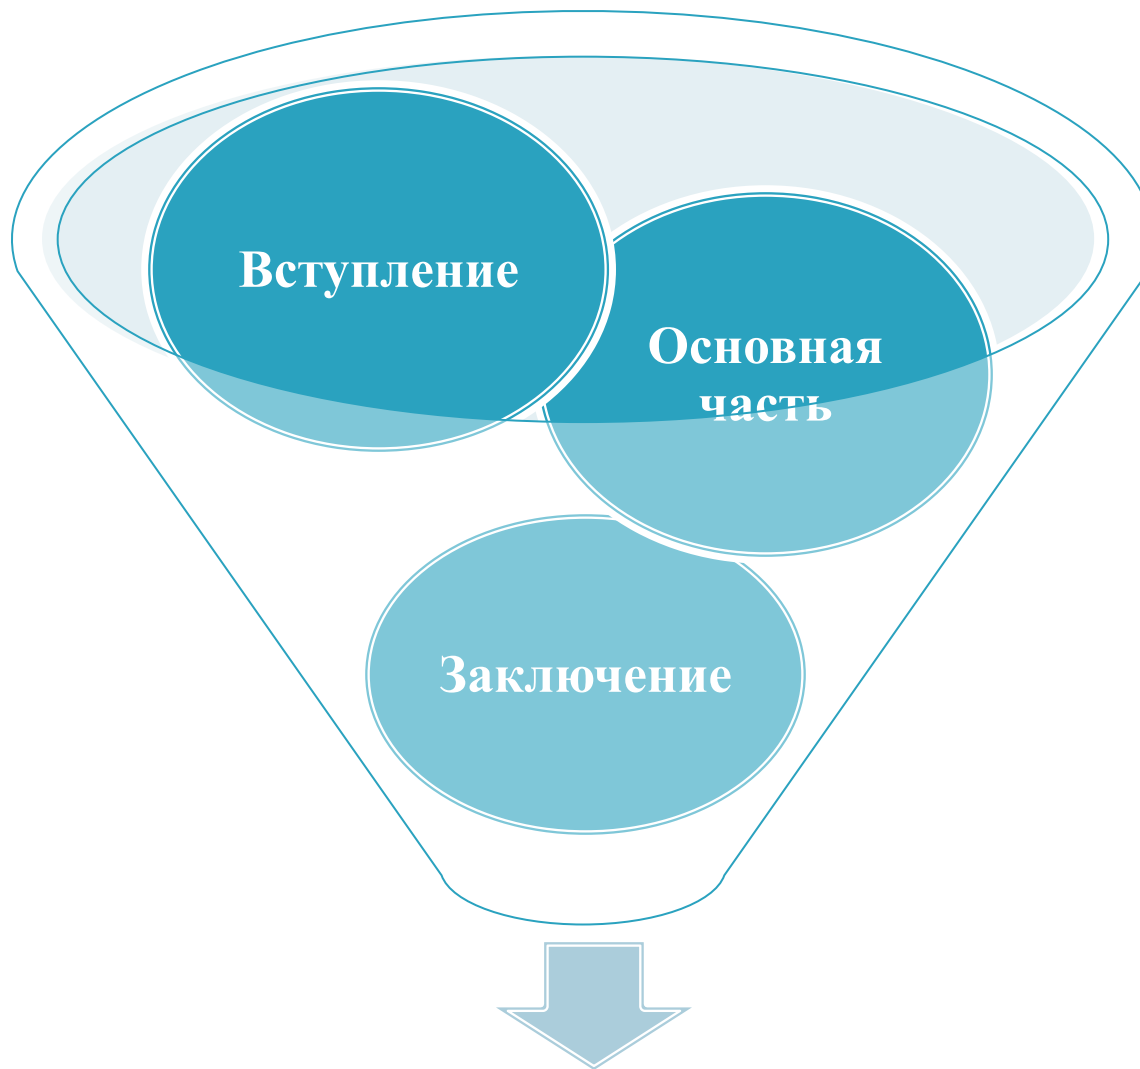 Вступление
Основная
часть
Заключение